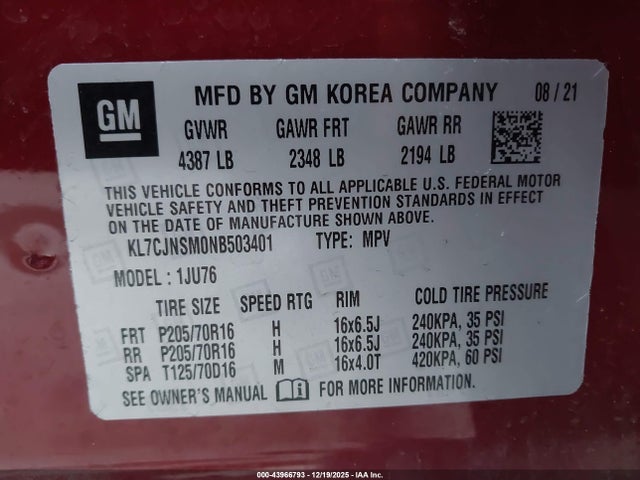 GM
MFD BY GM KOREA COMPANY 08 / 21
GVWR GAWR FRT GAWR RR
4387 LB 2348 LB 2194 LB
THIS VEHICLE CONFORMS TO ALL APPLICABLE U.S. FEDERAL MOTOR
VEHICLE SAFETY AND THEFT PREVENTION STANDARDS IN EFFECT
ON THE DATE OF MANUFACTURE SHOWN ABOVE.
KL7CJNSM0NB503401 TYPE: MPV
MODEL : 1JU76
TIRE SIZE SPEED RTG RIM COLD TIRE PRESSURE
FRT P205/70R16 H 16x6.5J 240KPA, 35 PSI
RR P205/70R16 H 16x6.5J 240KPA, 35 PSI
SPA T125/70D16 M 16x4.0T 420KPA, 60 PSI
SEE OWNER'S MANUAL FOR MORE INFORMATION.
000-43966793 - 12/19/2025 - IAA Inc.